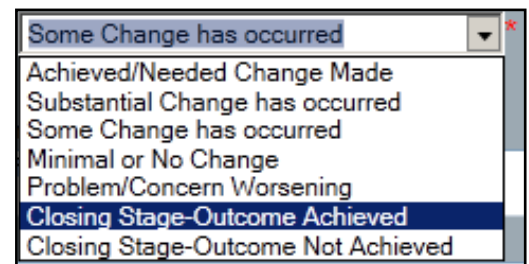 Some Change has occurred *
Achieved/Needed Change Made
Substantial Change has occurred
Some Change has occurred
Minimal or No Change
Problem/Concern Worsening
Closing Stage-Outcome Achieved
Closing Stage-Outcome Not Achieved